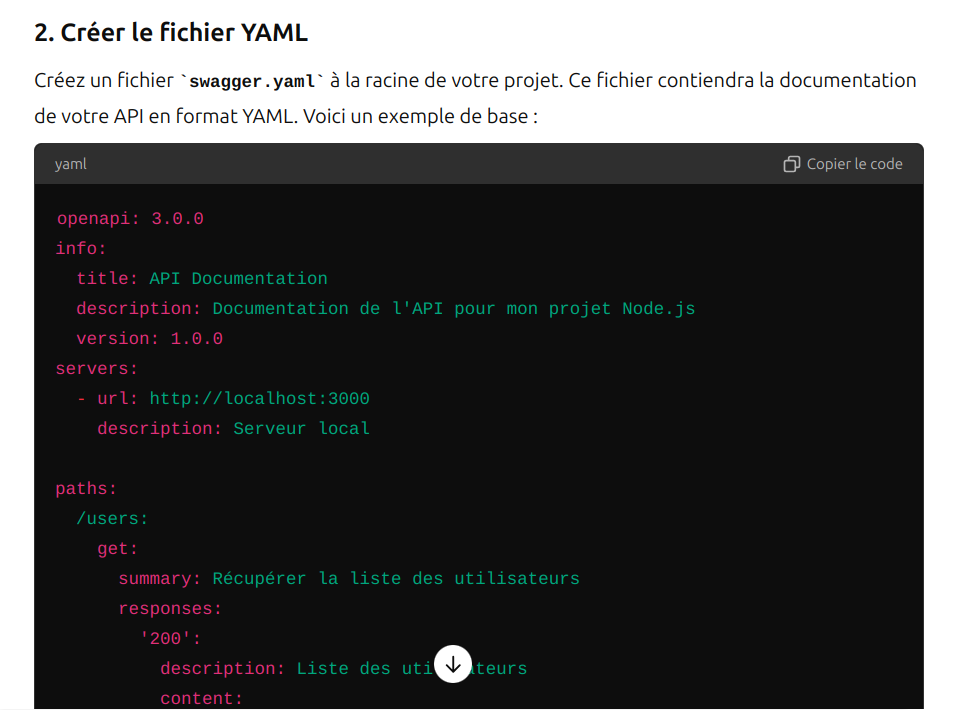 2. Créer le fichier YAML
Créez un fichier `swagger.yaml` à la racine de votre projet. Ce fichier contiendra la documentation
de votre API en format YAML. Voici un exemple de base :
yaml
Copier le code
openapi: 3.0.0
info:
  title: API Documentation
  description: Documentation de l'API pour mon projet Node.js
  version: 1.0.0
servers:
  - url: http://localhost:3000
    description: Serveur local
paths:
  /users:
    get:
      summary: Récupérer la liste des utilisateurs
      responses:
        '200':
          description: Liste des utilisateurs
          content: